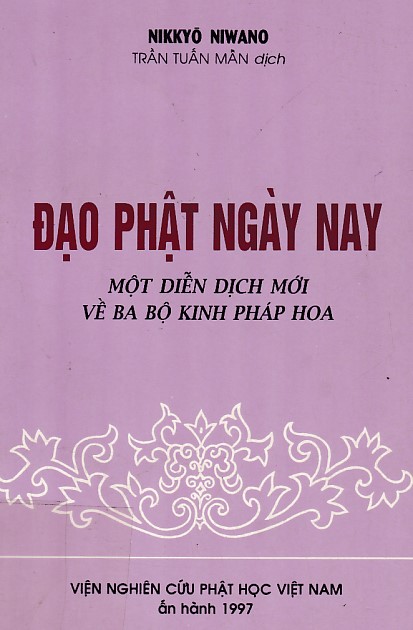 NIKKYŌ NIWANO
TRẦN TUẤN MẪN dịch
ĐẠO PHẬT NGÀY NAY
MỘT DIỄN DỊCH MỚI
VỀ BA BỘ KINH PHÁP HOA
VIỆN NGHIÊN CỨU PHẬT HỌC VIỆT NAM
ấn hành 1997